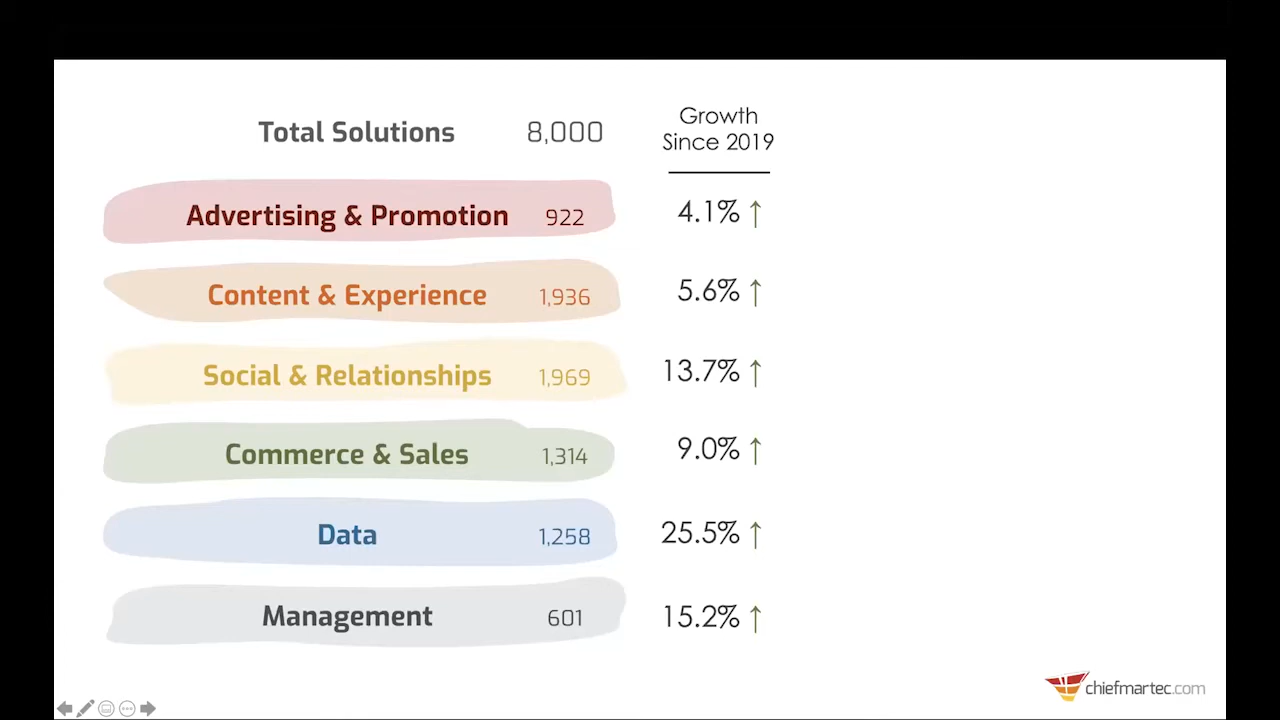 Total Solutions 8,000
Growth
Since 2019
Advertising & Promotion 922 4.1% ↑
Content & Experience 1,936 5.6% ↑
Social & Relationships 1,969 13.7% ↑
Commerce & Sales 1,314 9.0% ↑
Data 1,258 25.5% ↑
Management 601 15.2% ↑
chiefmartec.com